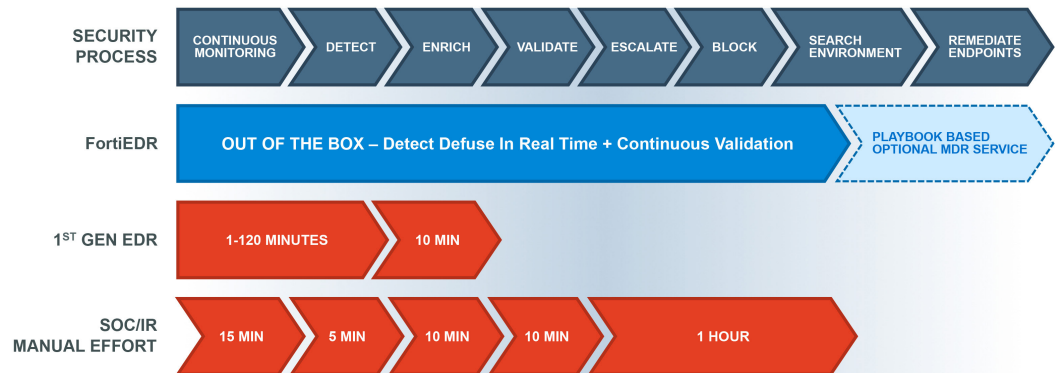 SECURITY
PROCESS
CONTINUOUS
MONITORING
DETECT
ENRICH
VALIDATE
ESCALATE
BLOCK
SEARCH
ENVIRONMENT
REMEDIATE
ENDPOINTS
FortiEDR
OUT OF THE BOX – Detect Defuse In Real Time + Continuous Validation
PLAYBOOK BASED
OPTIONAL MDR SERVICE
1ST GEN EDR
1-120 MINUTES
10 MIN
SOC/IR
MANUAL EFFORT
15 MIN
5 MIN
10 MIN
10 MIN
1 HOUR